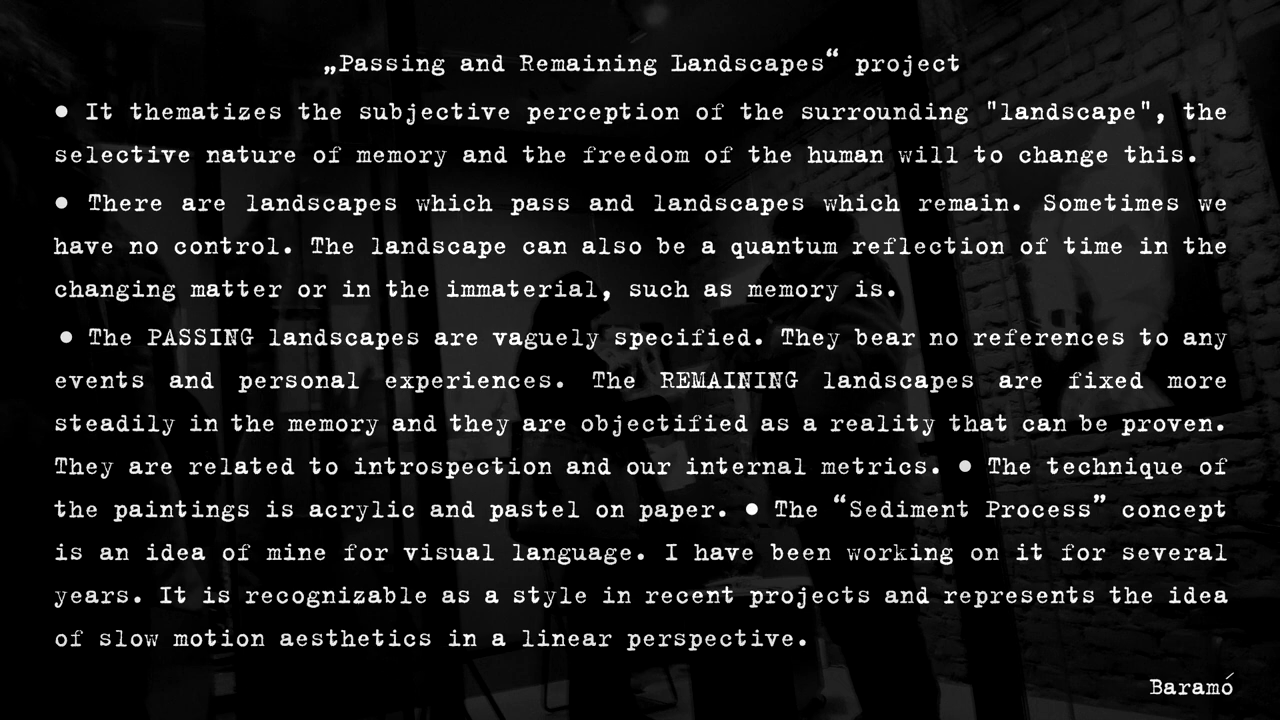 „Passing and Remaining Landscapes“ project
● It thematizes the subjective perception of the surrounding "landscape", the
selective nature of memory and the freedom of the human will to change this.
● There are landscapes which pass and landscapes which remain. Sometimes we
have no control. The landscape can also be a quantum reflection of time in the
changing matter or in the immaterial, such as memory is.
● The PASSING landscapes are vaguely specified. They bear no references to any
events and personal experiences. The REMAINING landscapes are fixed more
steadily in the memory and they are objectified as a reality that can be proven.
They are related to introspection and our internal metrics. ● The technique of
the paintings is acrylic and pastel on paper. ● The “Sediment Process” concept
is an idea of mine for visual language. I have been working on it for several
years. It is recognizable as a style in recent projects and represents the idea
of slow motion aesthetics in a linear perspective.
Baramó